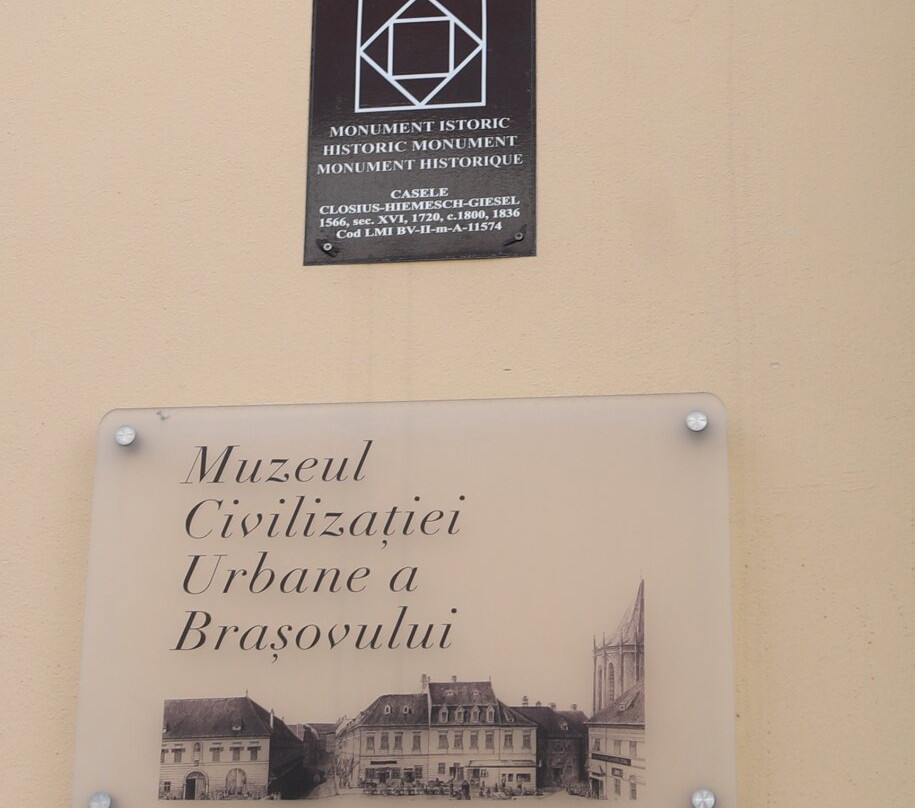 MONUMENT ISTORIC
HISTORIC MONUMENT
MONUMENT HISTORIQUE
CASELE
CLOSIUS-HIEMESCH-GIESEL
1566, sec. XVI, 1720, c.1800, 1836
Cod LMI BV-II-m-A-11574
Muzeul
Civilizației
Urbane a
Brașovului